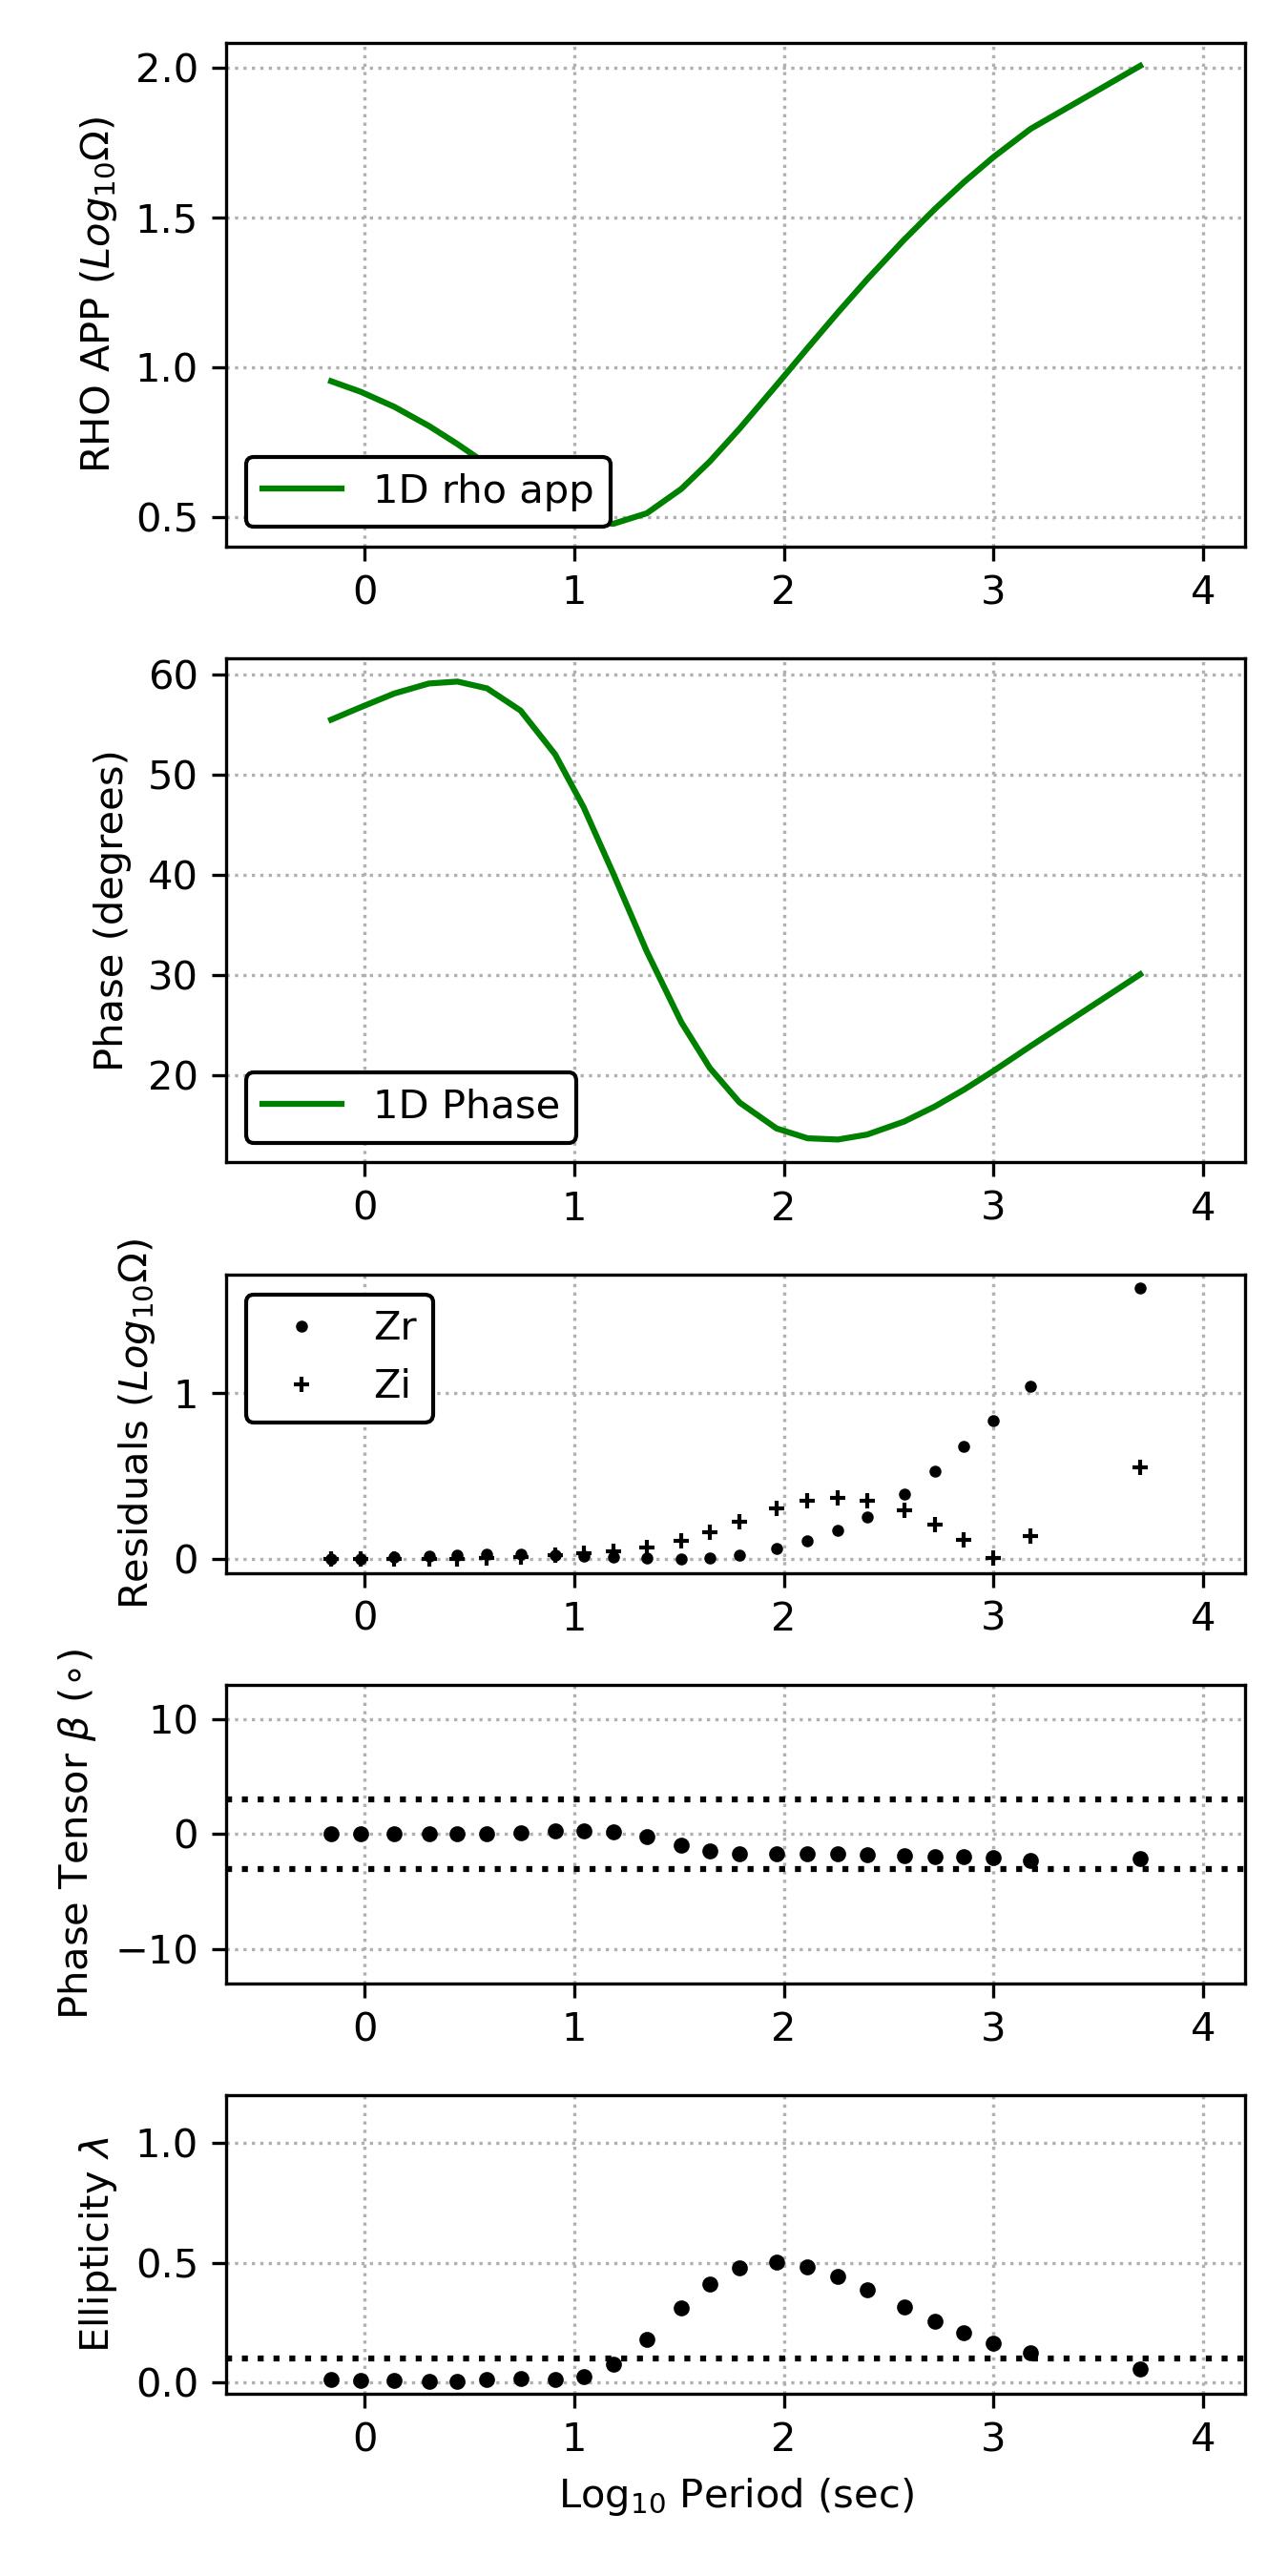 RHO APP (Log₁₀Ω)
2.0
1.5
1.0
0.5
1D rho app
0 1 2 3 4
Phase (degrees)
60
50
40
30
20
1D Phase
0 1 2 3 4
Residuals (Log₁₀Ω)
1
0
Zr
Zi
0 1 2 3 4
Phase Tensor β (∘)
10
0
−10
0 1 2 3 4
Ellipticity λ
1.0
0.5
0.0
0 1 2 3 4
Log₁₀ Period (sec)